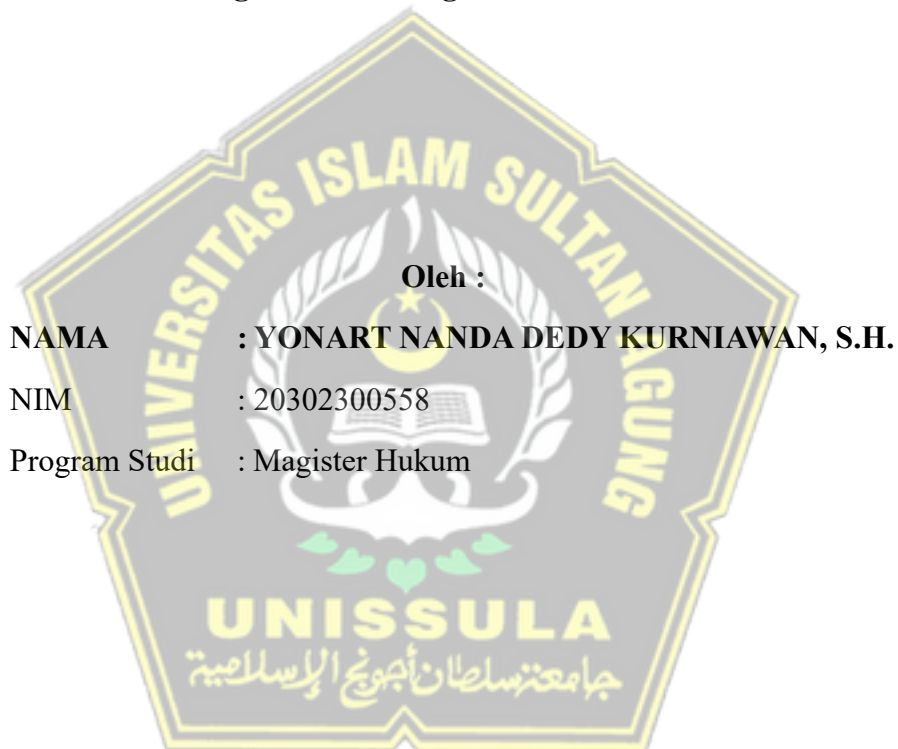 UNIVERSITAS ISLAM SULTAN AGUNG
Oleh :
NAMA : YONART NANDA DEDY KURNIAWAN, S.H.
NIM : 20302300558
Program Studi : Magister Hukum
UNISSULA
جامعة سلطان أجونج الإسلامية